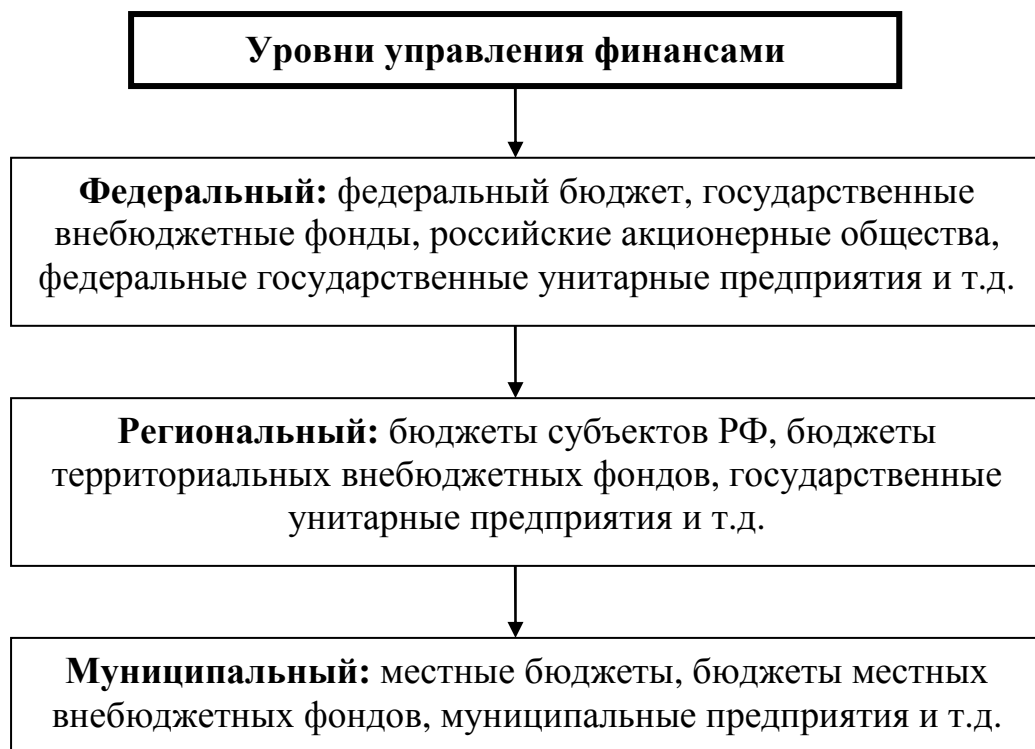 Уровни управления финансами
Федеральный: федеральный бюджет, государственные
внебюджетные фонды, российские акционерные общества,
федеральные государственные унитарные предприятия и т.д.
Региональный: бюджеты субъектов РФ, бюджеты
территориальных внебюджетных фондов, государственные
унитарные предприятия и т.д.
Муниципальный: местные бюджеты, бюджеты местных
внебюджетных фондов, муниципальные предприятия и т.д.